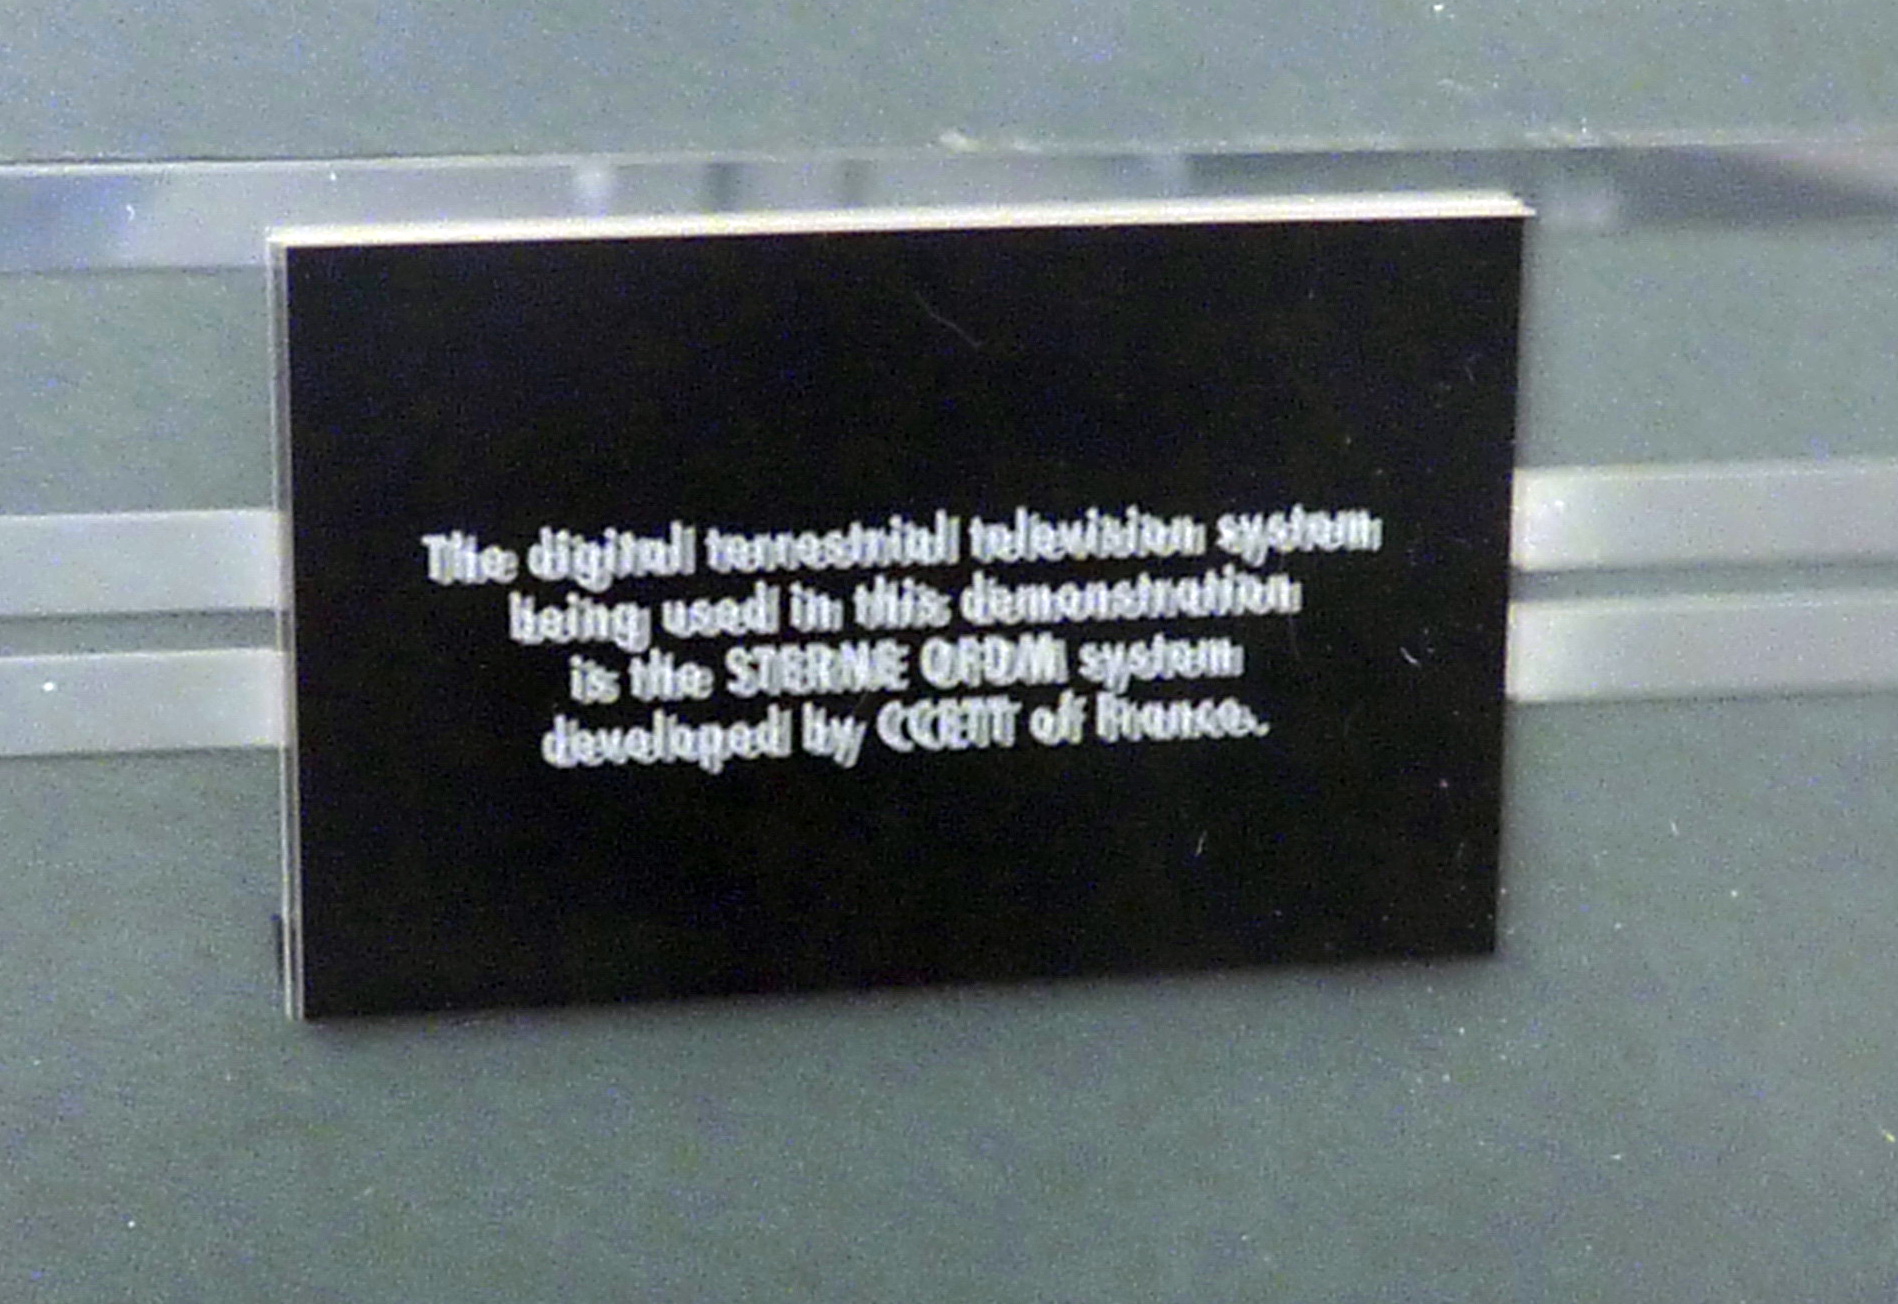 The digital terrestrial television system
being used in this demonstration
is the STERNE OFDM system
developed by CCETT of France.